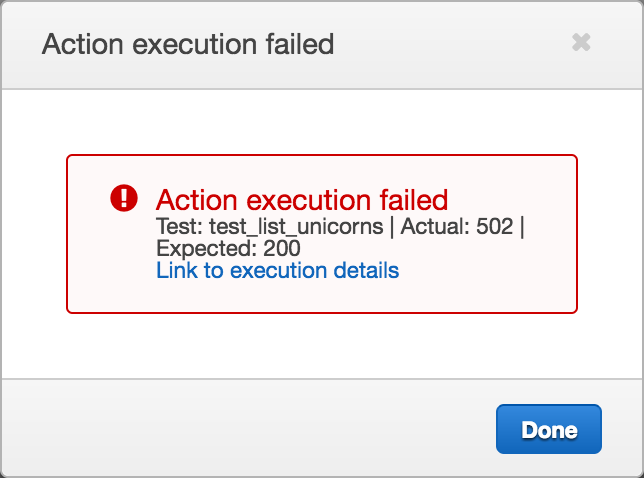 Action execution failed
Action execution failed
Test: test_list_unicorns | Actual: 502 |
Expected: 200
Link to execution details
Done